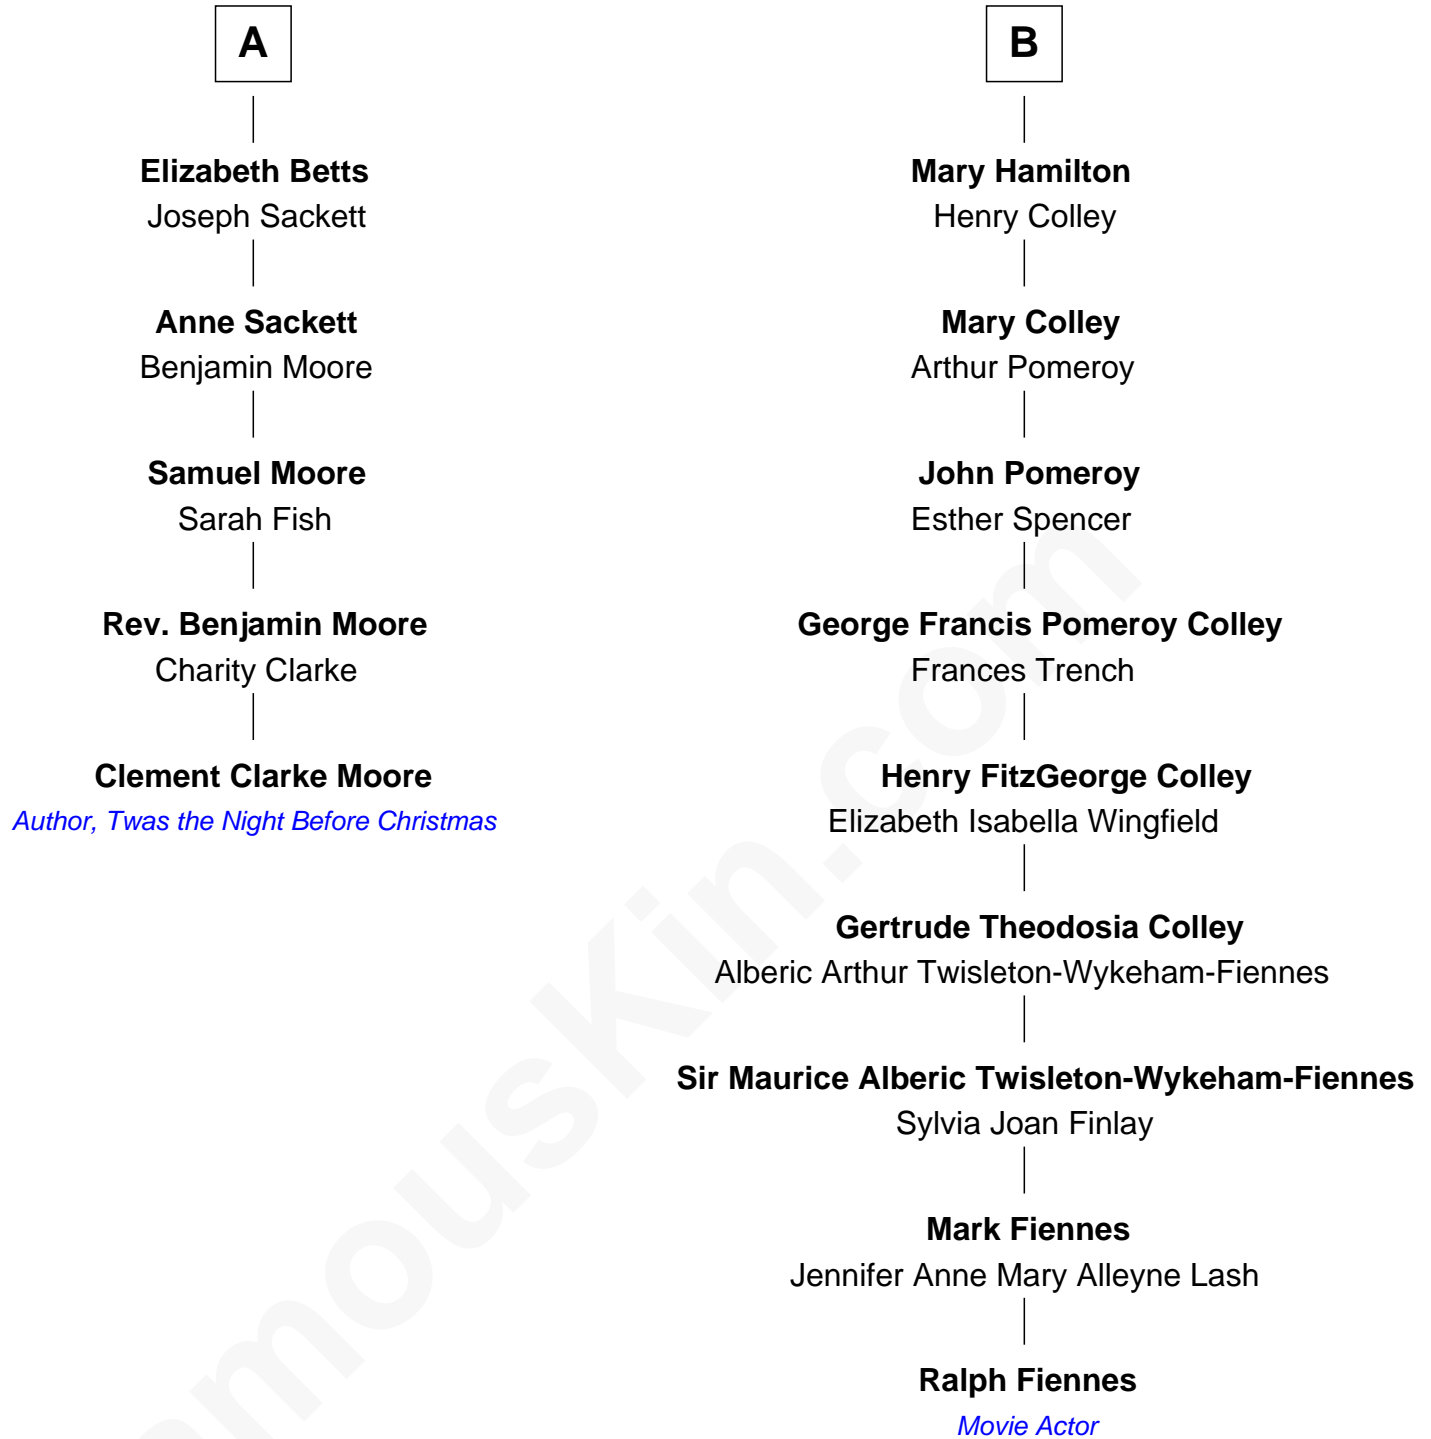 A
Elizabeth Betts
Joseph Sackett
Anne Sackett
Benjamin Moore
Samuel Moore
Sarah Fish
Rev. Benjamin Moore
Charity Clarke
Clement Clarke Moore
Author, Twas the Night Before Christmas
B
Mary Hamilton
Henry Colley
Mary Colley
Arthur Pomeroy
John Pomeroy
Esther Spencer
George Francis Pomeroy Colley
Frances Trench
Henry FitzGeorge Colley
Elizabeth Isabella Wingfield
Gertrude Theodosia Colley
Alberic Arthur Twisleton-Wykeham-Fiennes
Sir Maurice Alberic Twisleton-Wykeham-Fiennes
Sylvia Joan Finlay
Mark Fiennes
Jennifer Anne Mary Alleyne Lash
Ralph Fiennes
Movie Actor
amousKin.com